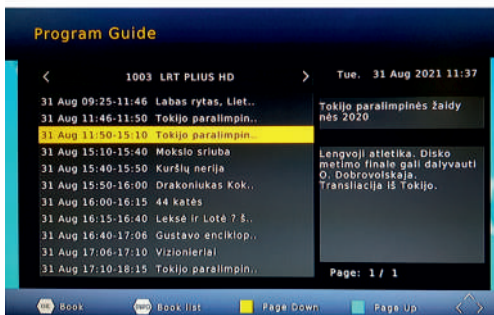 Program Guide
1003 LRT PLIUS HD
Tue. 31 Aug 2021 11:37
31 Aug 09:25-11:46 Labas rytas, Liet..
31 Aug 11:46-11:50 Tokijo paralimpin..
31 Aug 11:50-15:10 Tokijo paralimpin..
31 Aug 15:10-15:40 Mokslo sriuba
31 Aug 15:40-15:50 Kuršių nerija
31 Aug 15:50-16:00 Drakoniukas Kok..
31 Aug 16:00-16:15 44 katės
31 Aug 16:15-16:40 Leksė ir Lotė ? š..
31 Aug 16:40-17:06 Gustavo enciklop..
31 Aug 17:06-17:10 Vizionieriai
31 Aug 17:10-18:15 Tokijo paralimpin..
Tokijo paralimpinės žaidy
nės 2020
Lengvoji atletika. Disko
metimo finale gali dalyvauti
O. Dobrovolskaja.
Transliacija iš Tokijo.
Page: 1/ 1
Book
INFO Book list
Page Down
Page Up